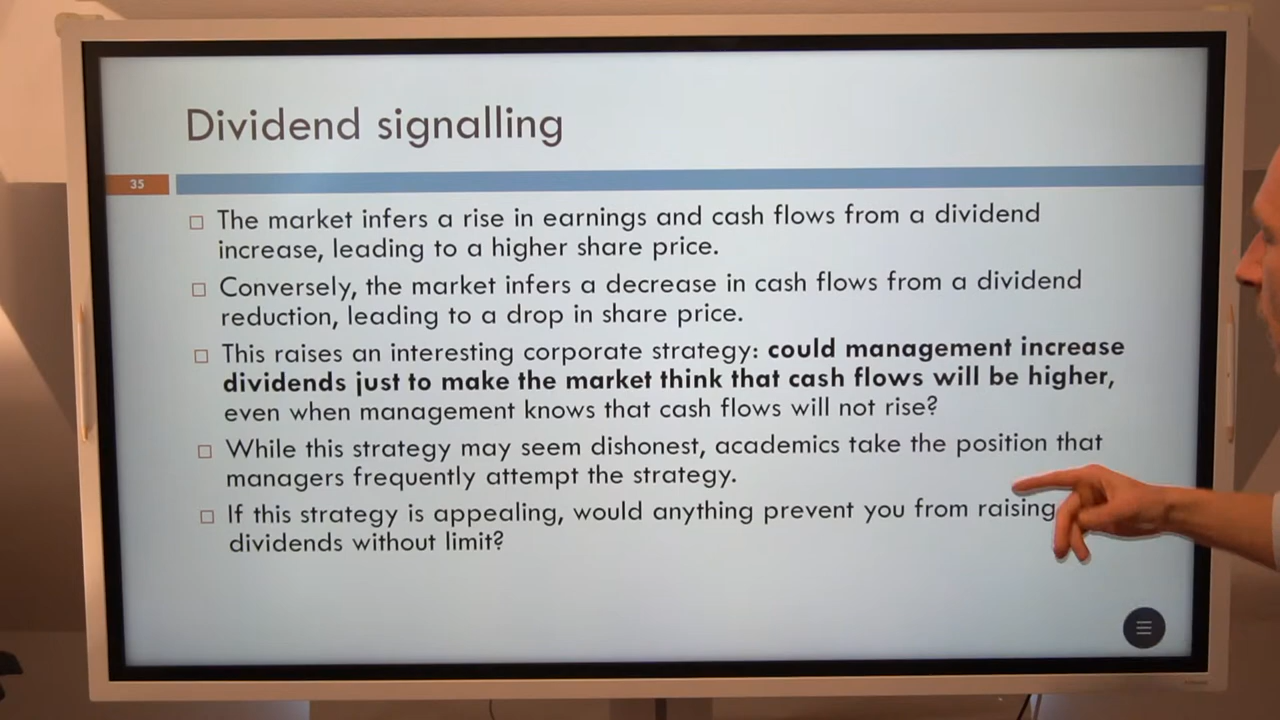 Dividend signalling
35
The market infers a rise in earnings and cash flows from a dividend
increase, leading to a higher share price.
Conversely, the market infers a decrease in cash flows from a dividend
reduction, leading to a drop in share price.
This raises an interesting corporate strategy: could management increase
dividends just to make the market think that cash flows will be higher,
even when management knows that cash flows will not rise?
While this strategy may seem dishonest, academics take the position that
managers frequently attempt the strategy.
If this strategy is appealing, would anything prevent you from raising
dividends without limit?